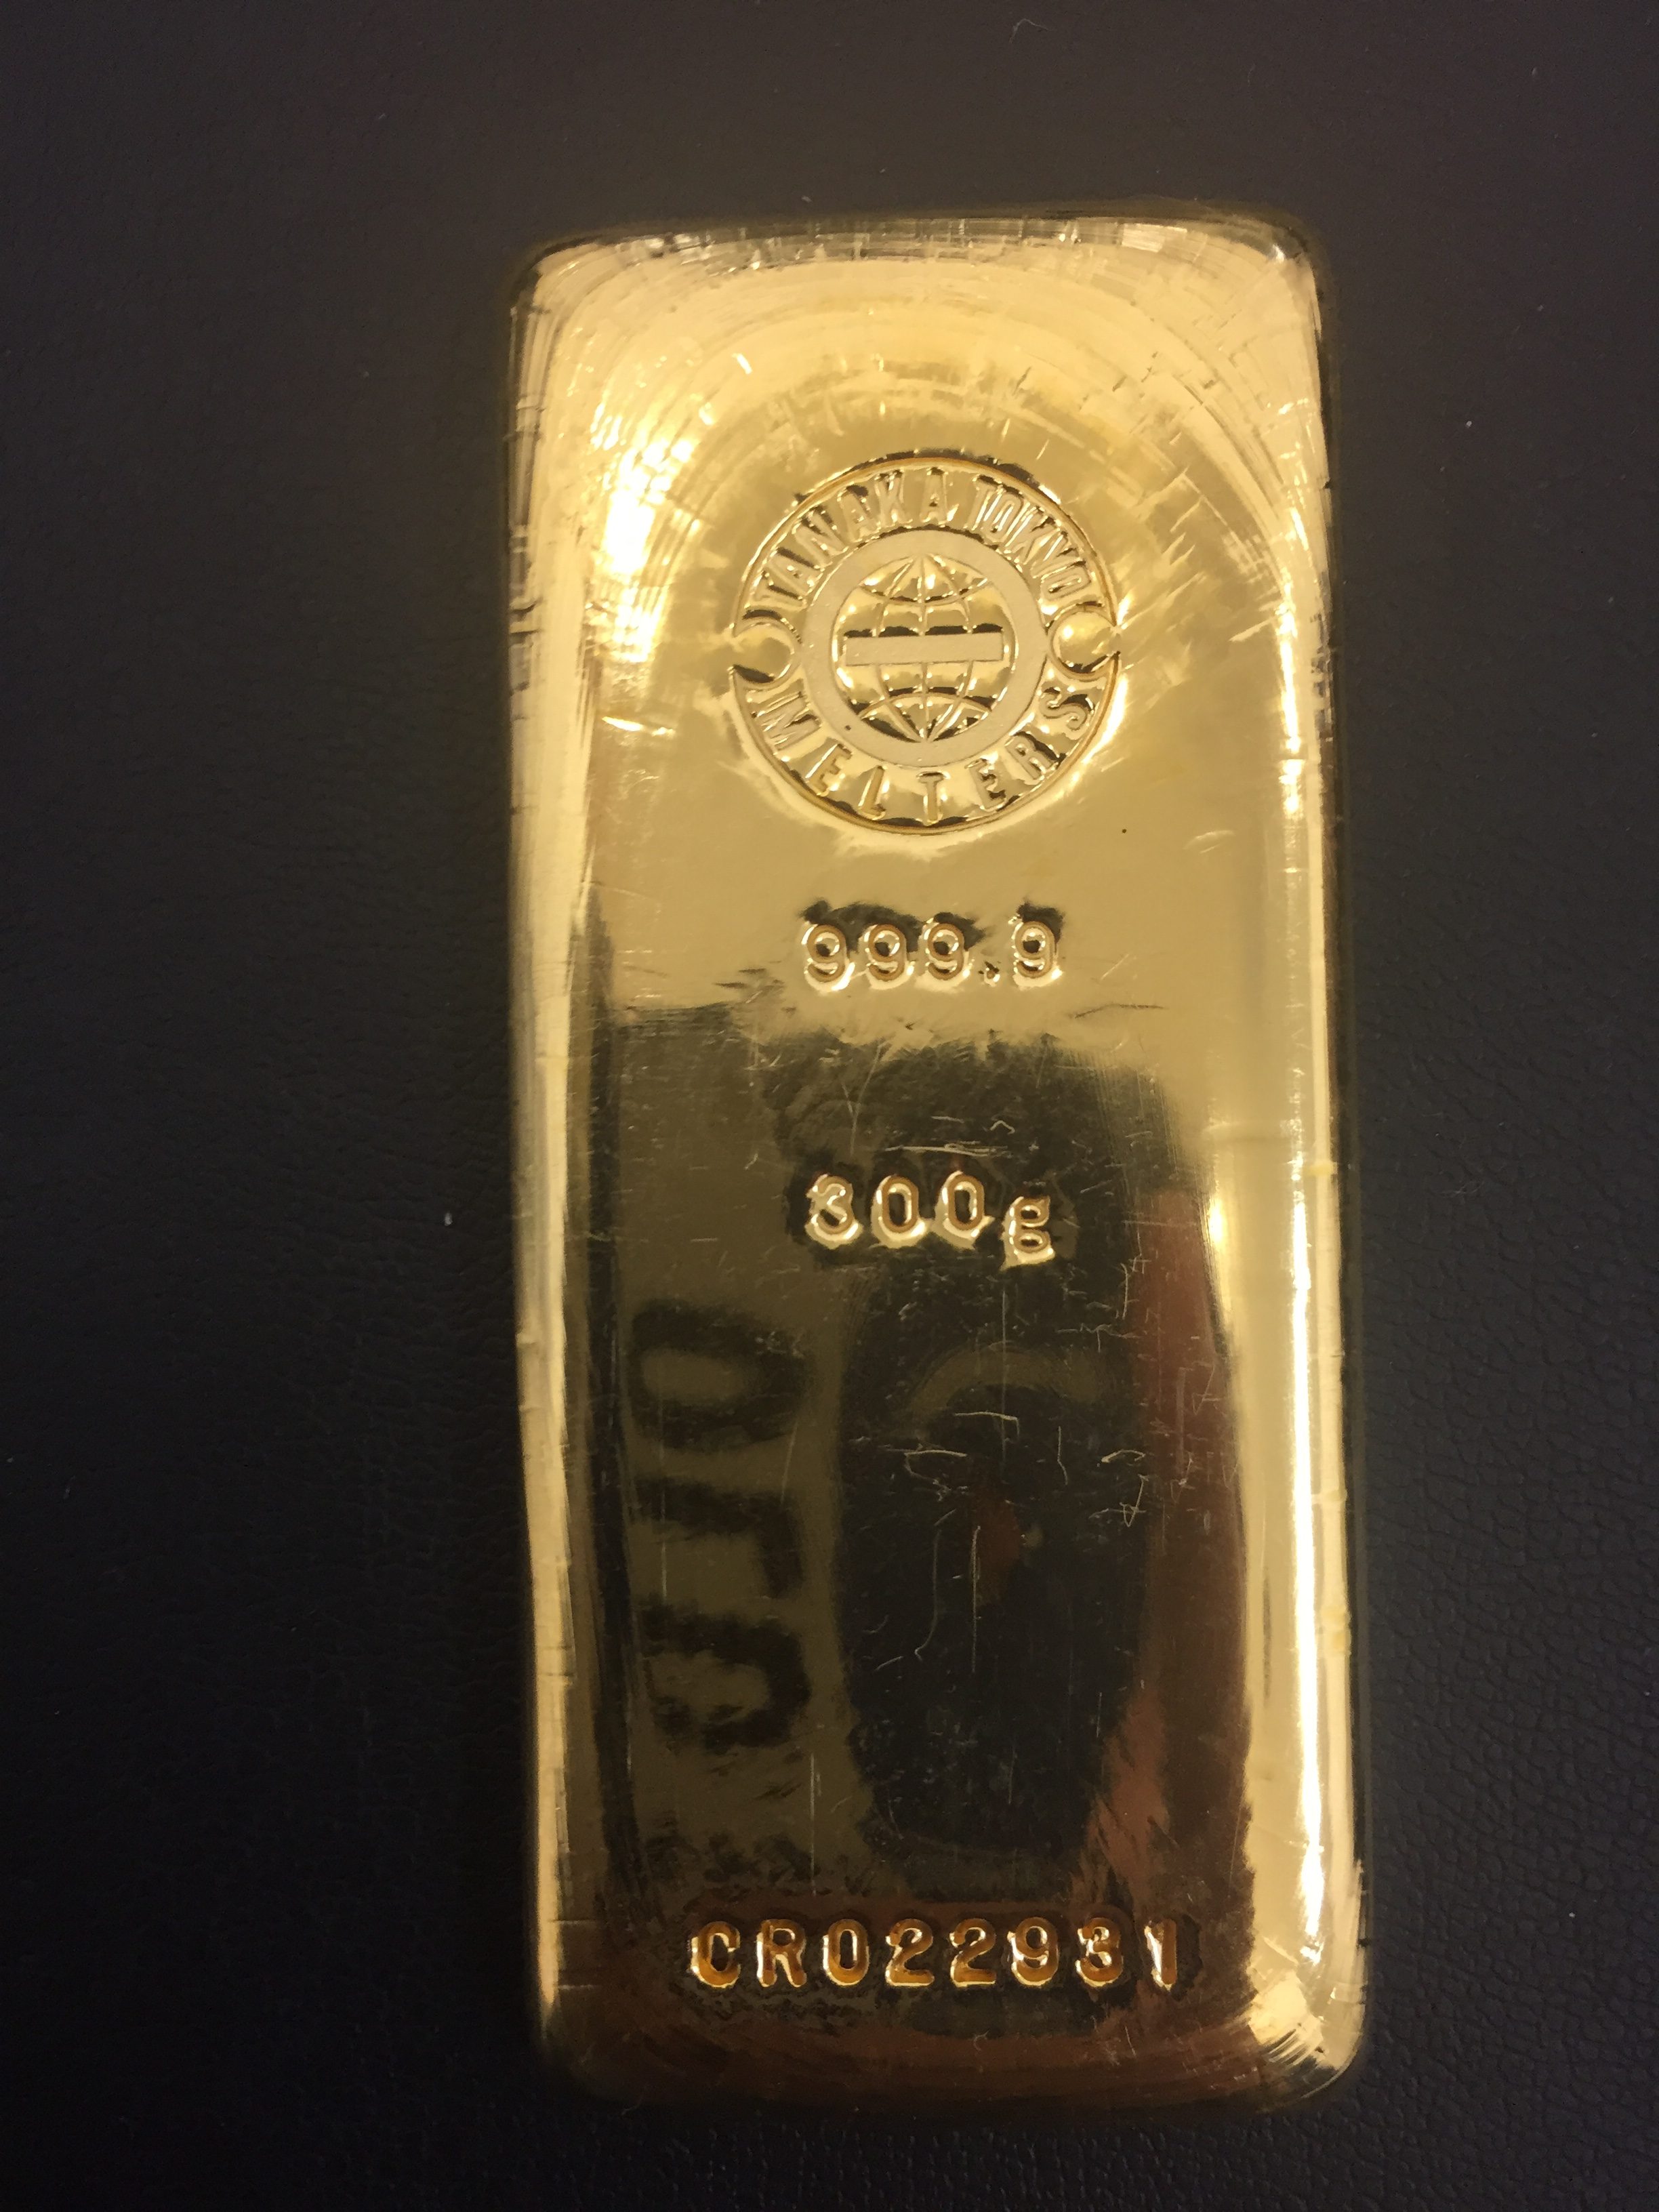 TANAKA TOKYO
MELTERS
999.9
300g
CR022931